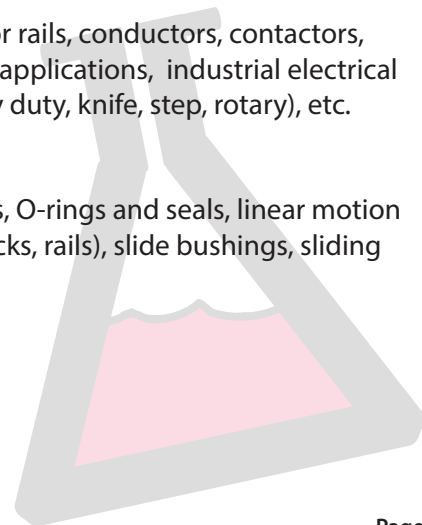 or rails, conductors, contactors,
applications, industrial electrical
duty, knife, step, rotary), etc.
O-rings and seals, linear motion
rails), slide bushings, sliding